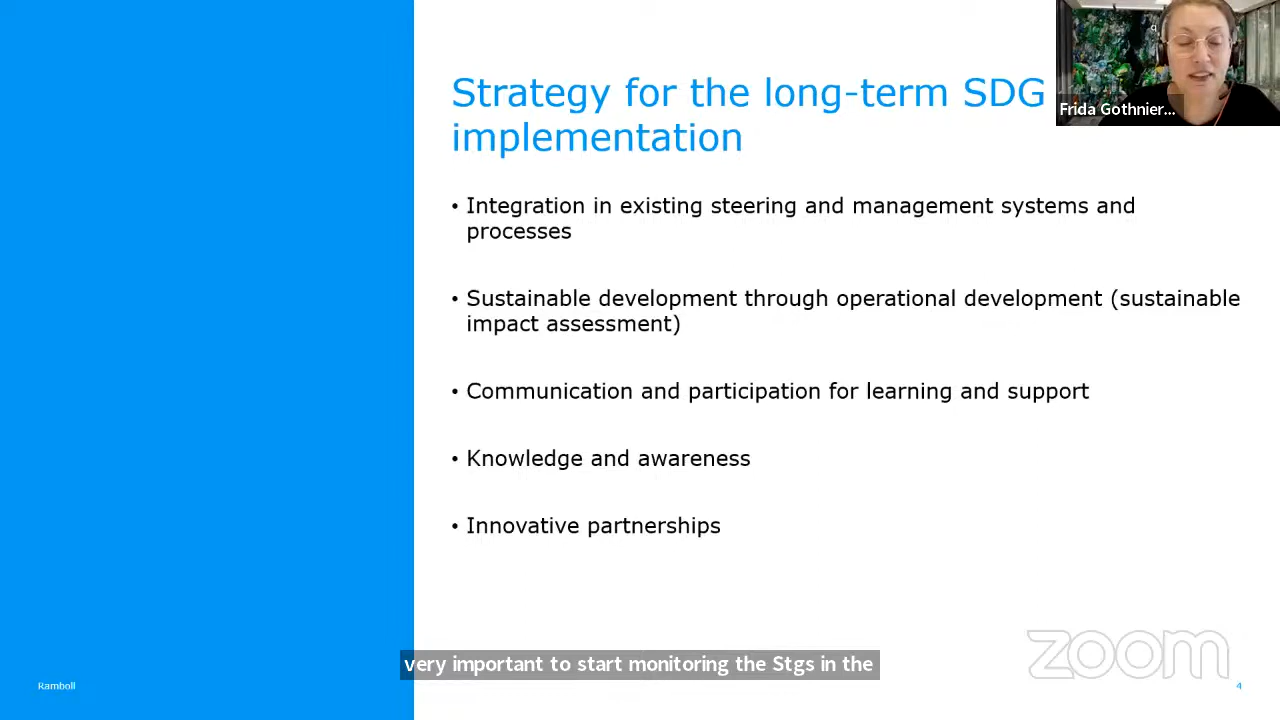 Strategy for the long-term SDG
implementation
Frida Gothnier...
• Integration in existing steering and management systems and
processes
• Sustainable development through operational development (sustainable
impact assessment)
• Communication and participation for learning and support
• Knowledge and awareness
• Innovative partnerships
very important to start monitoring the Stgs in the
zoom
Ramboll
4